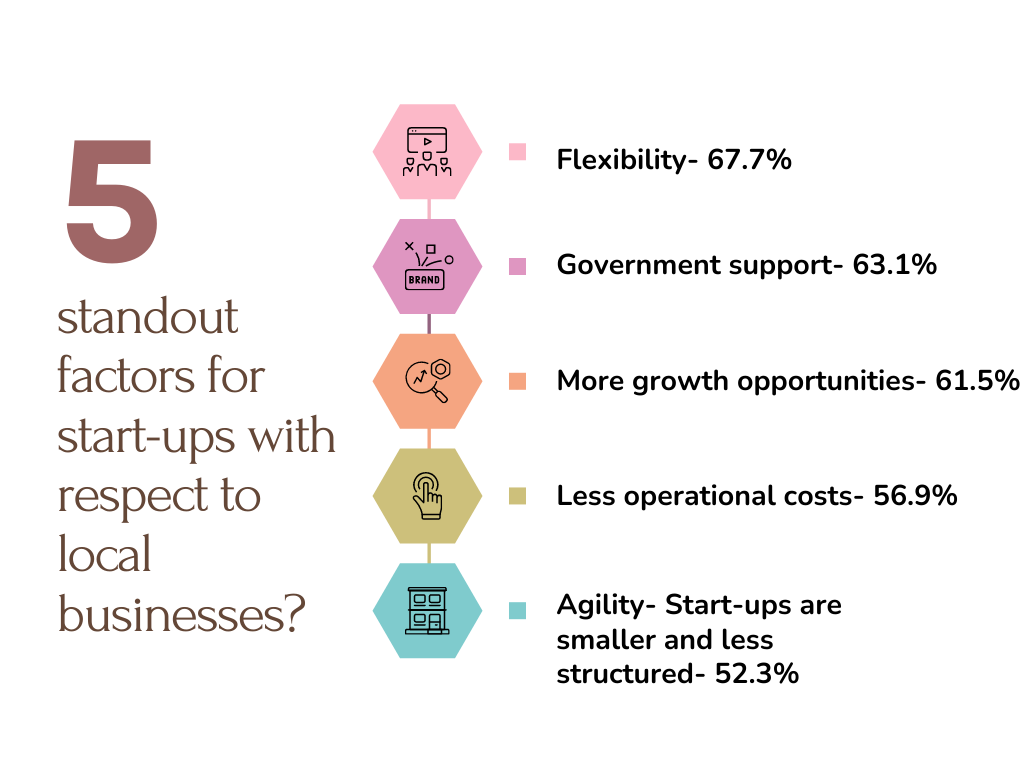 5
standout
factors for
start-ups with
respect to
local
businesses?
Flexibility- 67.7%
BRAND
Government support- 63.1%
More growth opportunities- 61.5%
Less operational costs- 56.9%
Agility- Start-ups are
smaller and less
structured- 52.3%